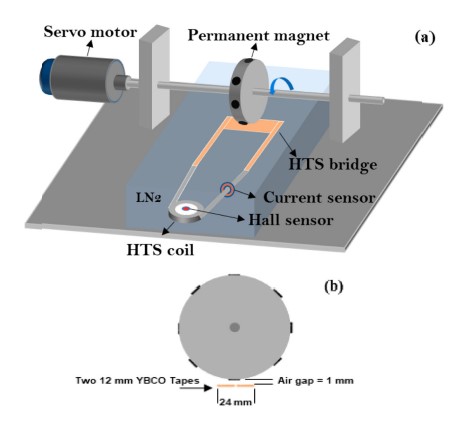 Servo motor
Permanent magnet
(a)
HTS bridge
LN2
Current sensor
Hall sensor
HTS coil
(b)
Two 12 mm YBCO Tapes
Air gap = 1 mm
24 mm